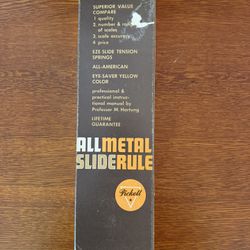 SUPERIOR VALUE
COMPARE
1 quality
2. number & range
of scales
3 scale accuracy
4 price
EZE-SLIDE TENSION
SPRINGS
ALL-AMERICAN
EYE-SAVER YELLOW
COLOR
professional &
practical instruc-
tional manual by
Professor M. Hartung
LIFETIME
GUARANTEE
ALLMETAL
SLIDERULE
Pickett